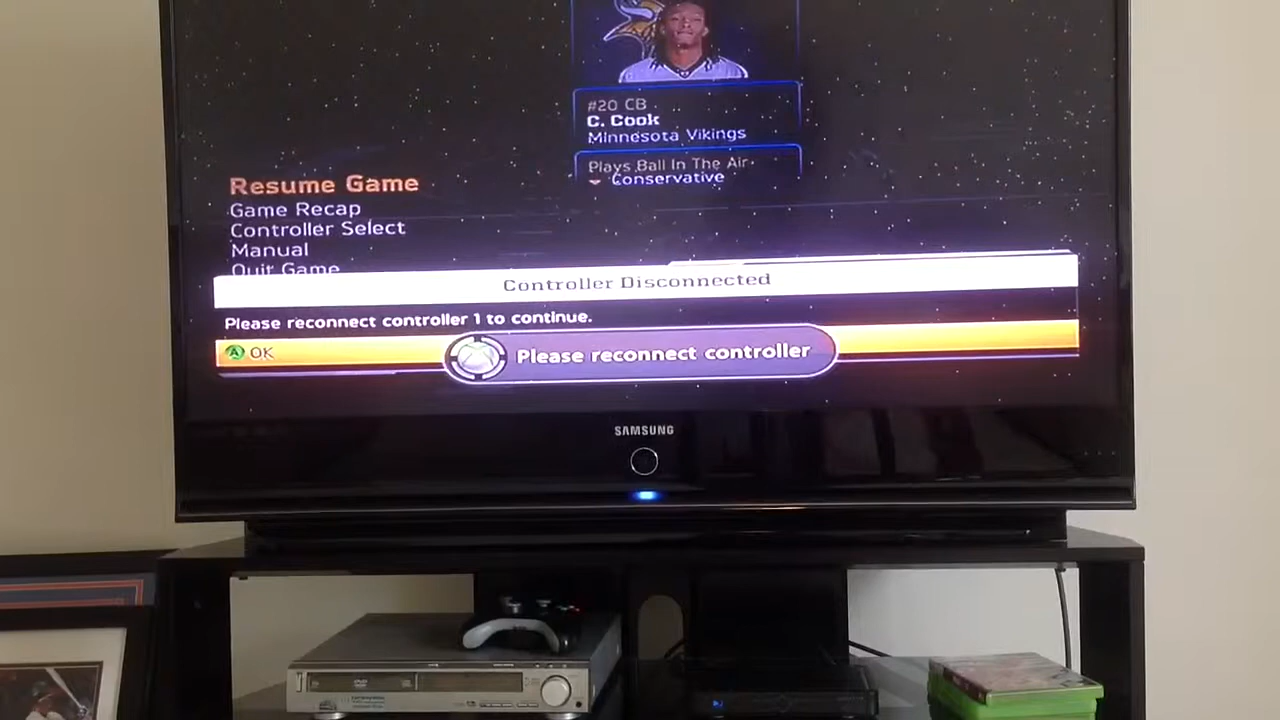 #20 CB
C. Cook
Minnesota Vikings
Plays Ball In The Air
Conservative
Resume Game
Game Recap
Controller Select
Manual
Quit Game
Controller Disconnected
Please reconnect controller 1 to continue.
A OK
Please reconnect controller
SAMSUNG